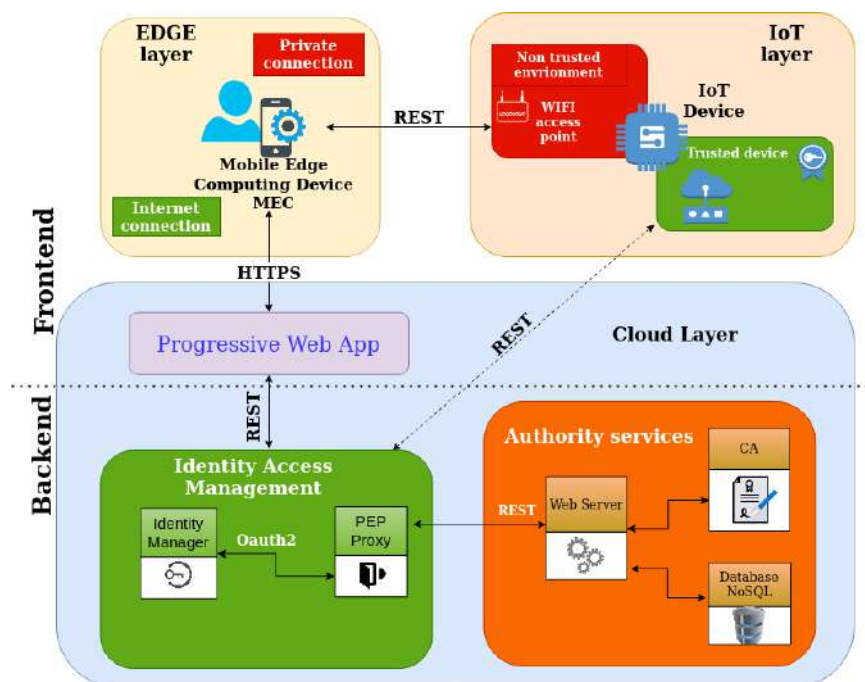 EDGE
layer
Private
connection
Mobile Edge
Computing Device
MEC
Internet
connection
REST
IoT
layer
Non trusted
envrionment
WIFI
access
point
IoT
Device
Trusted device
HTTPS
REST
Frontend
Progressive Web App
Cloud Layer
Backend
REST
Identity Access
Management
Identity
Manager
Oauth2
PEP
Proxy
REST
Authority services
Web Server
CA
Database
NoSQL